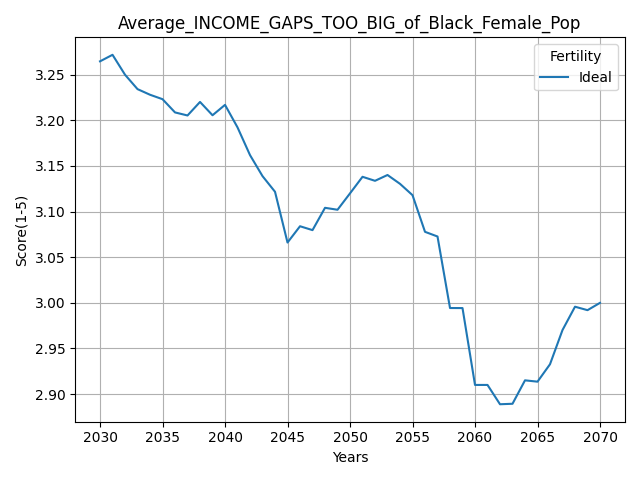 Average_INCOME_GAPS_TOO_BIG_of_Black_Female_Pop
Fertility
Ideal
Score(1-5)
3.25
3.20
3.15
3.10
3.05
3.00
2.95
2.90
2030 2035 2040 2045 2050 2055 2060 2065 2070
Years